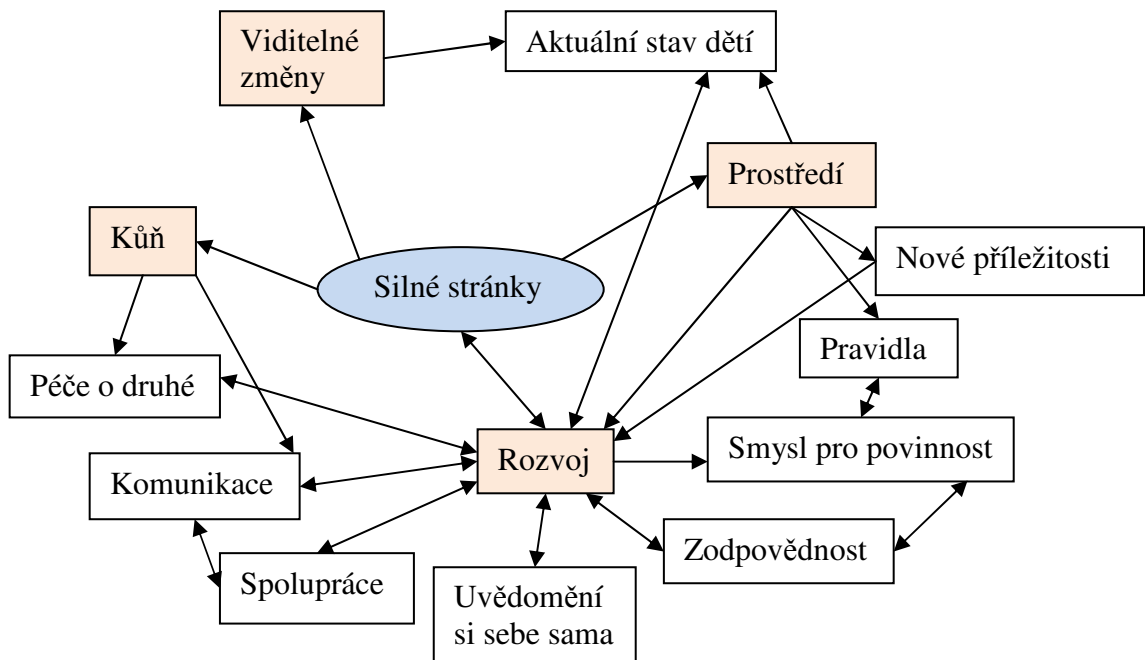 Viditelné
změny
Aktuální stav dětí
Prostředí
Kůň
Silné stránky
Nové příležitosti
Pravidla
Péče o druhé
Rozvoj
Smysl pro povinnost
Komunikace
Zodpovědnost
Spolupráce
Uvědomění
si sebe sama